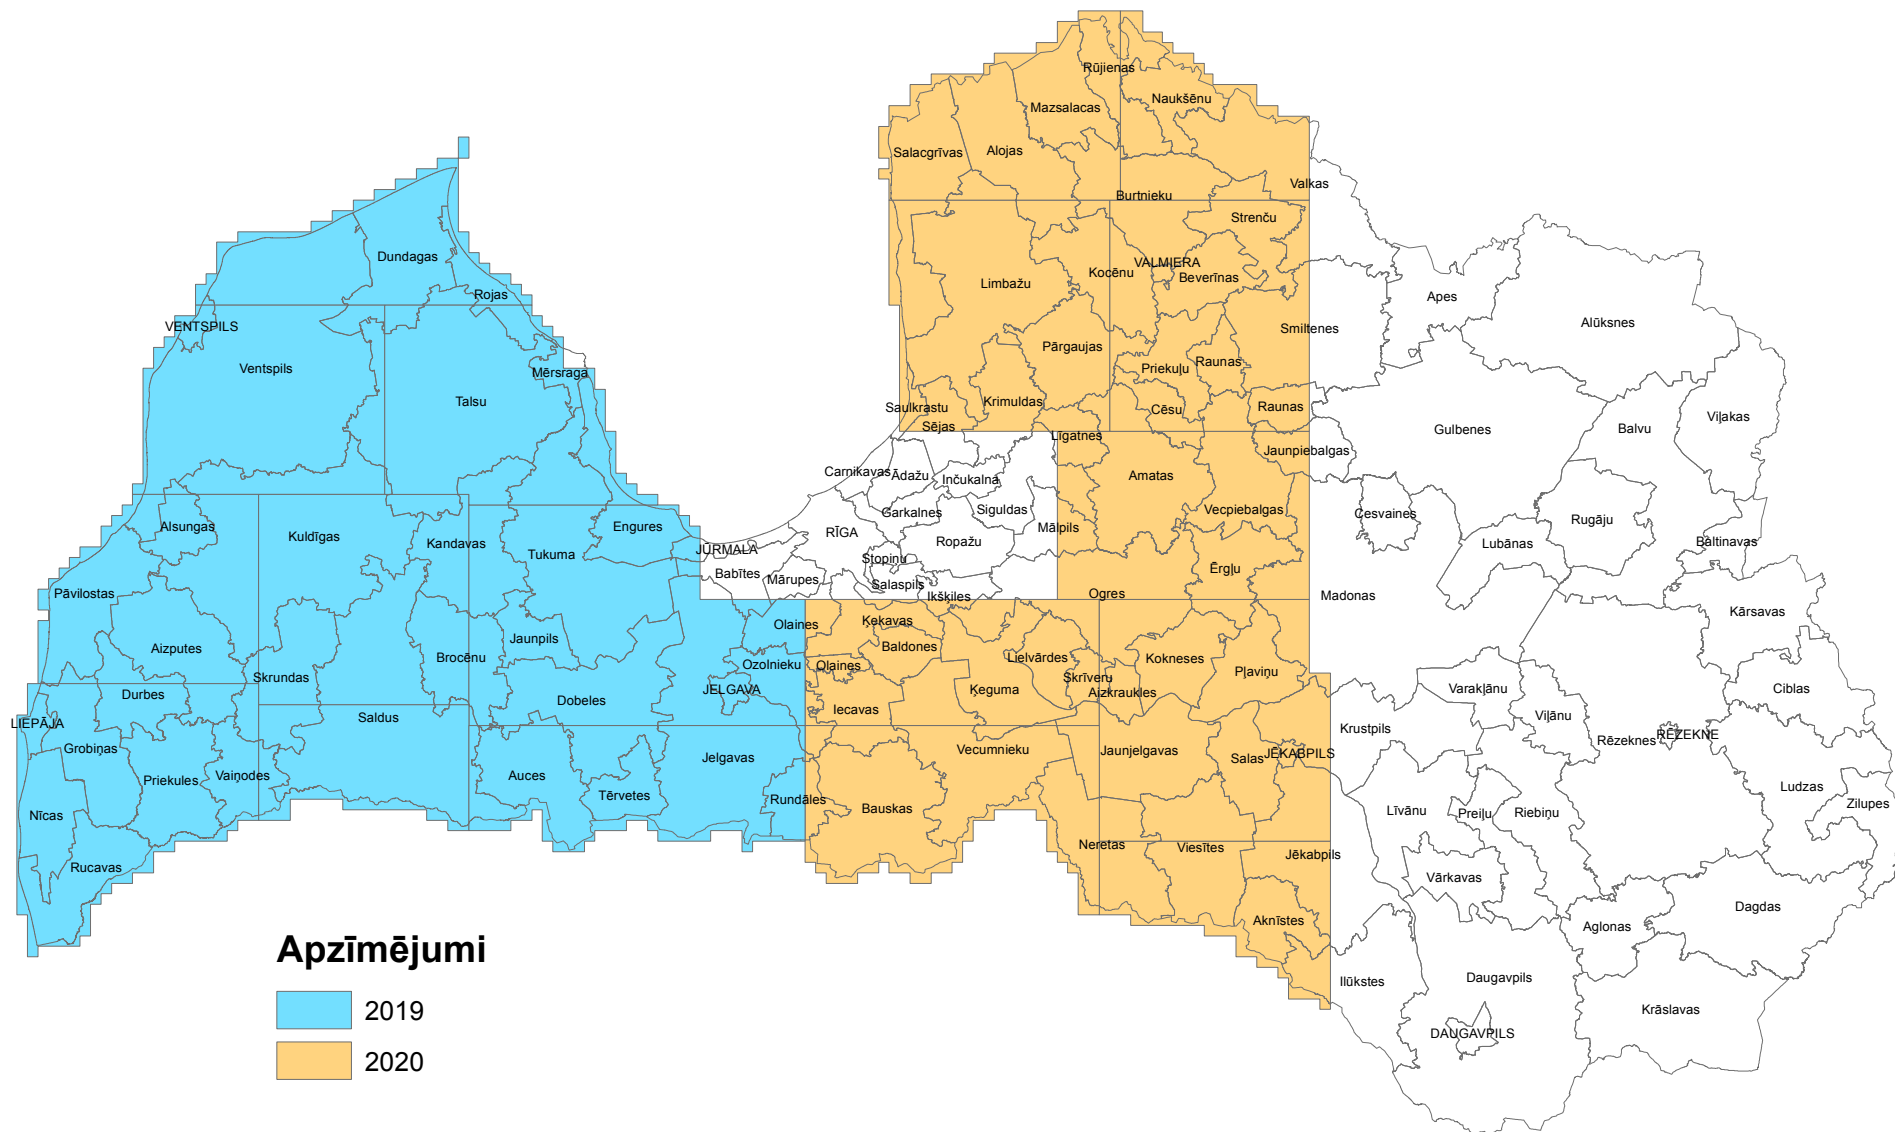 Rūjienas
Naukšēnu
Mazsalacas
Salacgrīvas
Alojas
Valkas
Burtnieku
Strenču
Dundagas
VALMIERA
Kocēnu
Beverīnas
Limbažu
Rojas
Apes
Alūksnes
VENTSPILS
Smiltenes
Pārgaujas
Ventspils
Raunas
Priekuļu
Mērsraga
Talsu
Krimuldas
Saulkrastu
Cēsu
Raunas
Viļakas
Sējas
Līgatnes
Gulbenes
Balvu
Jaunpiebalgas
Carnikavas
Ādažu
Inčukalna
Amatas
Alsungas
Engures
Garkalnes
Siguldas
Vecpiebalgas
Cesvaines
Rugāju
Kuldīgas
Kandavas
Tukuma
RĪGA
Mālpils
Ropažu
Lubānas
Baltinavas
JŪRMALA
Stopiņu
Babītes
Mārupes
Salaspils
Ērgļu
Pāvilostas
Ikšķiles
Ogres
Madonas
Kārsavas
Olaines
Ķekavas
Jaunpils
Aizputes
Baldones
Brocēnu
Lielvārdes
Kokneses
Ozolnieku
Olaines
Skrundas
Skrīveru
Pļaviņu
Durbes
JELGAVA
Ķeguma
Aizkraukles
Varakļānu
Ciblas
Dobeles
Iecavas
LIEPĀJA
Saldus
Krustpils
Viļānu
RĒZEKNE
Rēzeknes
Grobiņas
Vecumnieku
Jaunjelgavas
JĒKABPILS
Jelgavas
Salas
Priekules
Vaiņodes
Auces
Ludzas
Tērvetes
Rundāles
Zilupes
Nīcas
Bauskas
Līvānu
Preiļu
Riebiņu
Neretas
Viesītes
Jēkabpils
Rucavas
Vārkavas
Dagdas
Aknīstes
Aglonas
Apzīmējumi
Ilūkstes
Daugavpils
2019
Krāslavas
DAUGAVPILS
2020